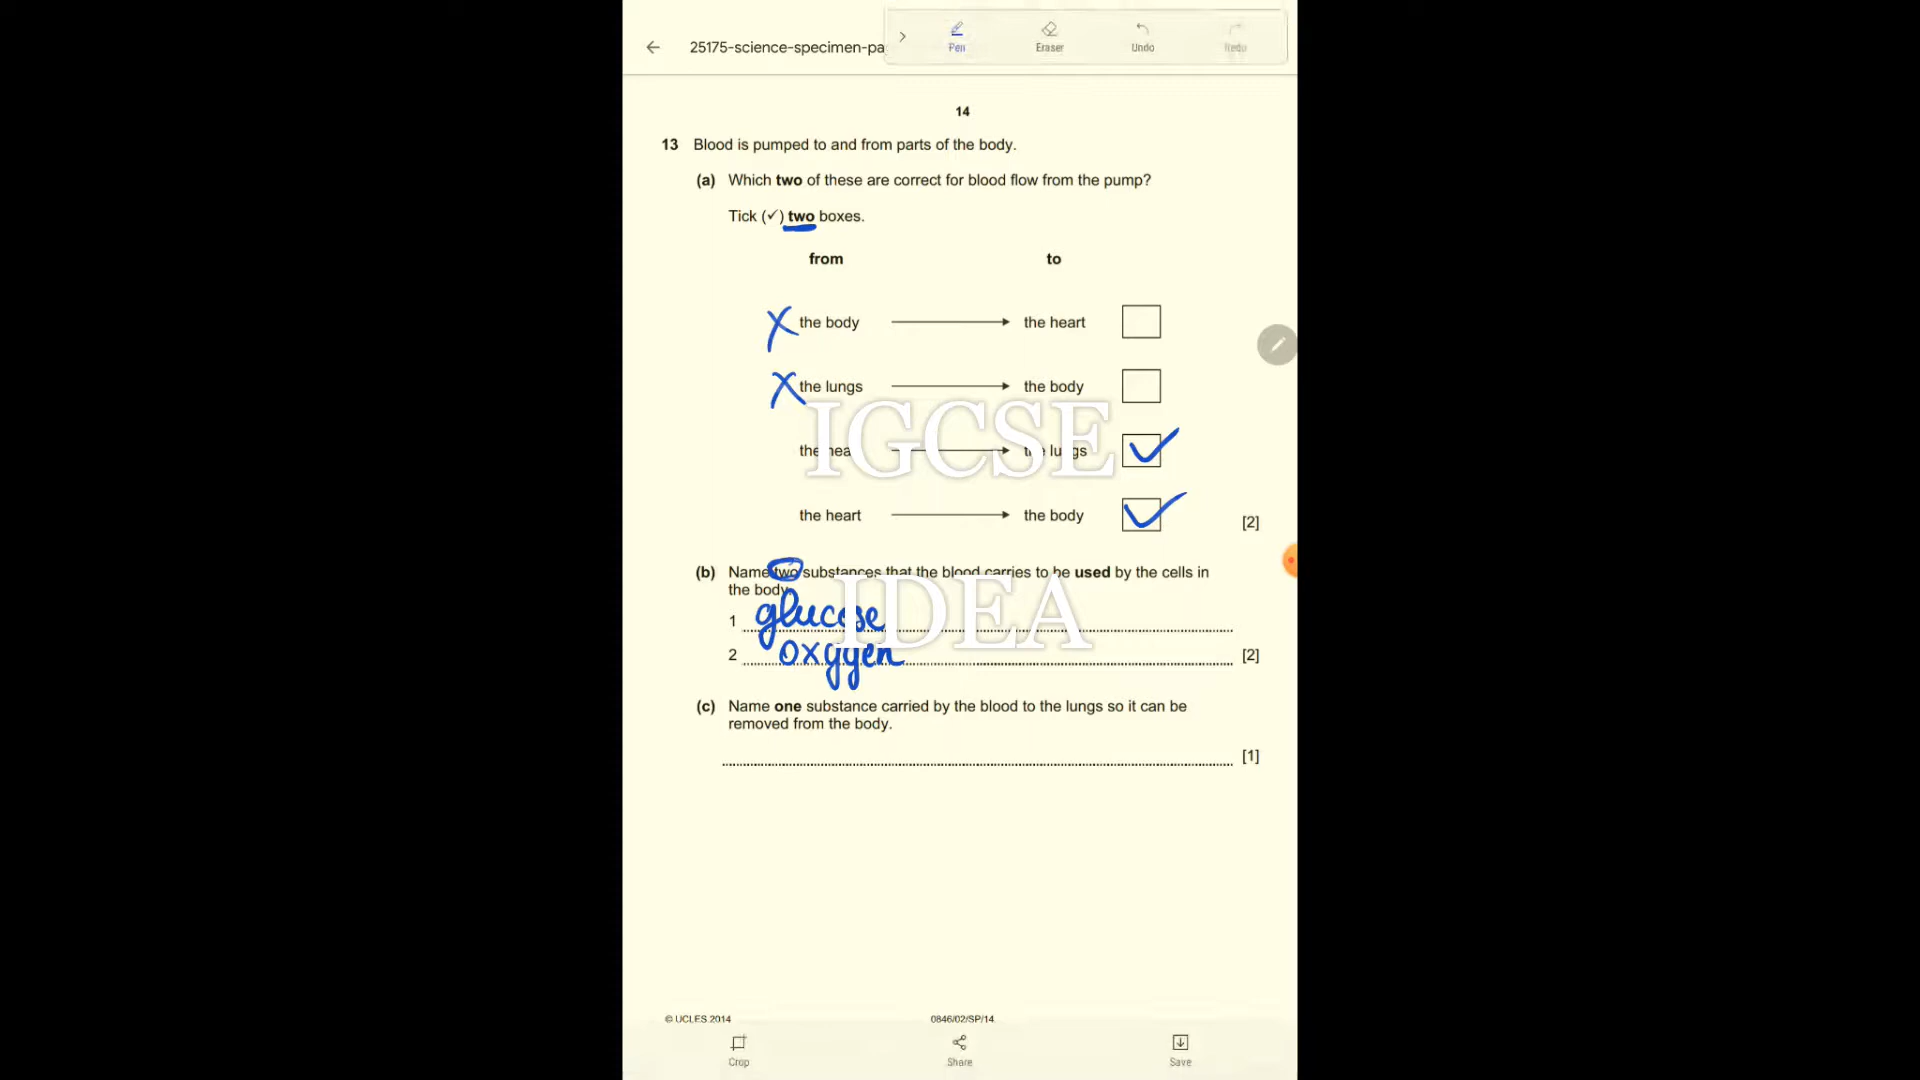 25175-science-specimen-pa
Pen
Eraser
Undo
Redo
14
13 Blood is pumped to and from parts of the body.
(a) Which two of these are correct for blood flow from the pump?
Tick (✓) two boxes.
from to
X the body the heart
X the lungs the body
the hea the lungs ✓
IGCSE
the heart the body ✓
[2]
(b) Name two substances that the blood carries to be used by the cells in
the body.
IDEA
1 glucose
2 oxygen [2]
(c) Name one substance carried by the blood to the lungs so it can be
removed from the body.
[1]
© UCLES 2014 0846/02/SP/14
Crop
Share
Save